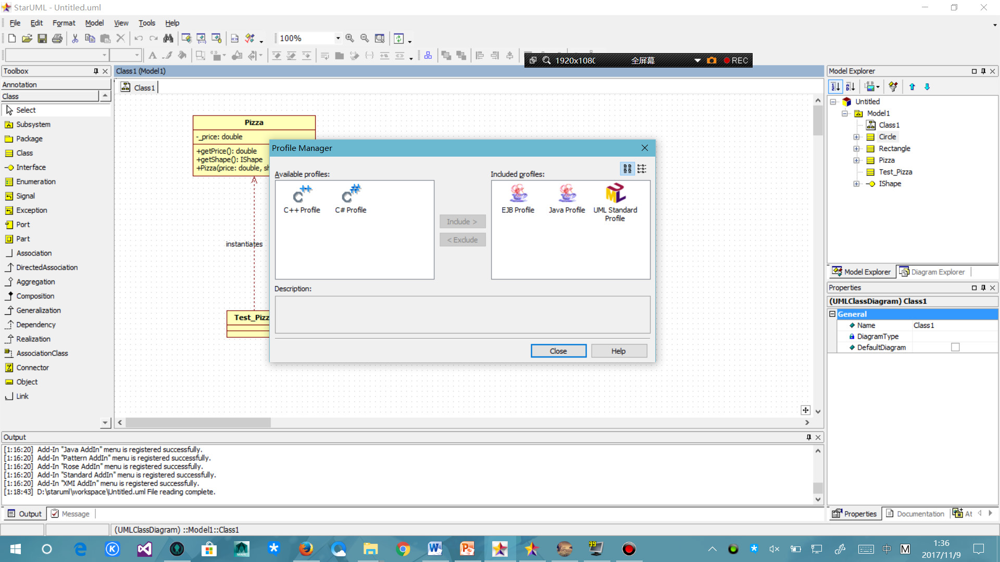 StarUML - Untitled.uml
File Edit Format Model View Tools Help
100%
1920x1080 全屏幕 REC
Toolbox
Annotation
Class
Select
Subsystem
Package
Class
Interface
Enumeration
Signal
Exception
Port
Part
Association
DirectedAssociation
Aggregation
Composition
Generalization
Dependency
Realization
AssociationClass
Connector
Object
Link
Class1 (Model1)
Class1
Pizza
-_price: double
+getPrice(): double
+getShape(): IShape
+Pizza(price: double, sh
instantiates
Test_Pizz
Profile Manager
Available profiles:
C++ Profile
C# Profile
Include >
< Exclude
Included profiles:
EJB Profile
Java Profile
UML Standard
Profile
Description:
Close Help
Model Explorer
Untitled
Model1
Class1
Circle
Rectangle
Pizza
Test_Pizza
IShape
Model Explorer Diagram Explorer
Properties
(UMLClassDiagram) Class1
General
Name Class1
DiagramType
DefaultDiagram
Properties Documentation At
Output
[1:16:20] Add-In "Java AddIn" menu is registered successfully.
[1:16:20] Add-In "Pattern AddIn" menu is registered successfully.
[1:16:20] Add-In "Rose AddIn" menu is registered successfully.
[1:16:20] Add-In "Standard AddIn" menu is registered successfully.
[1:16:20] Add-In "XMI AddIn" menu is registered successfully.
[1:18:43] D:\staruml\workspace\Untitled.uml File reading complete.
Output Message
(UMLClassDiagram) ::Model1::Class1
99
中 M
1:36
2017/11/9